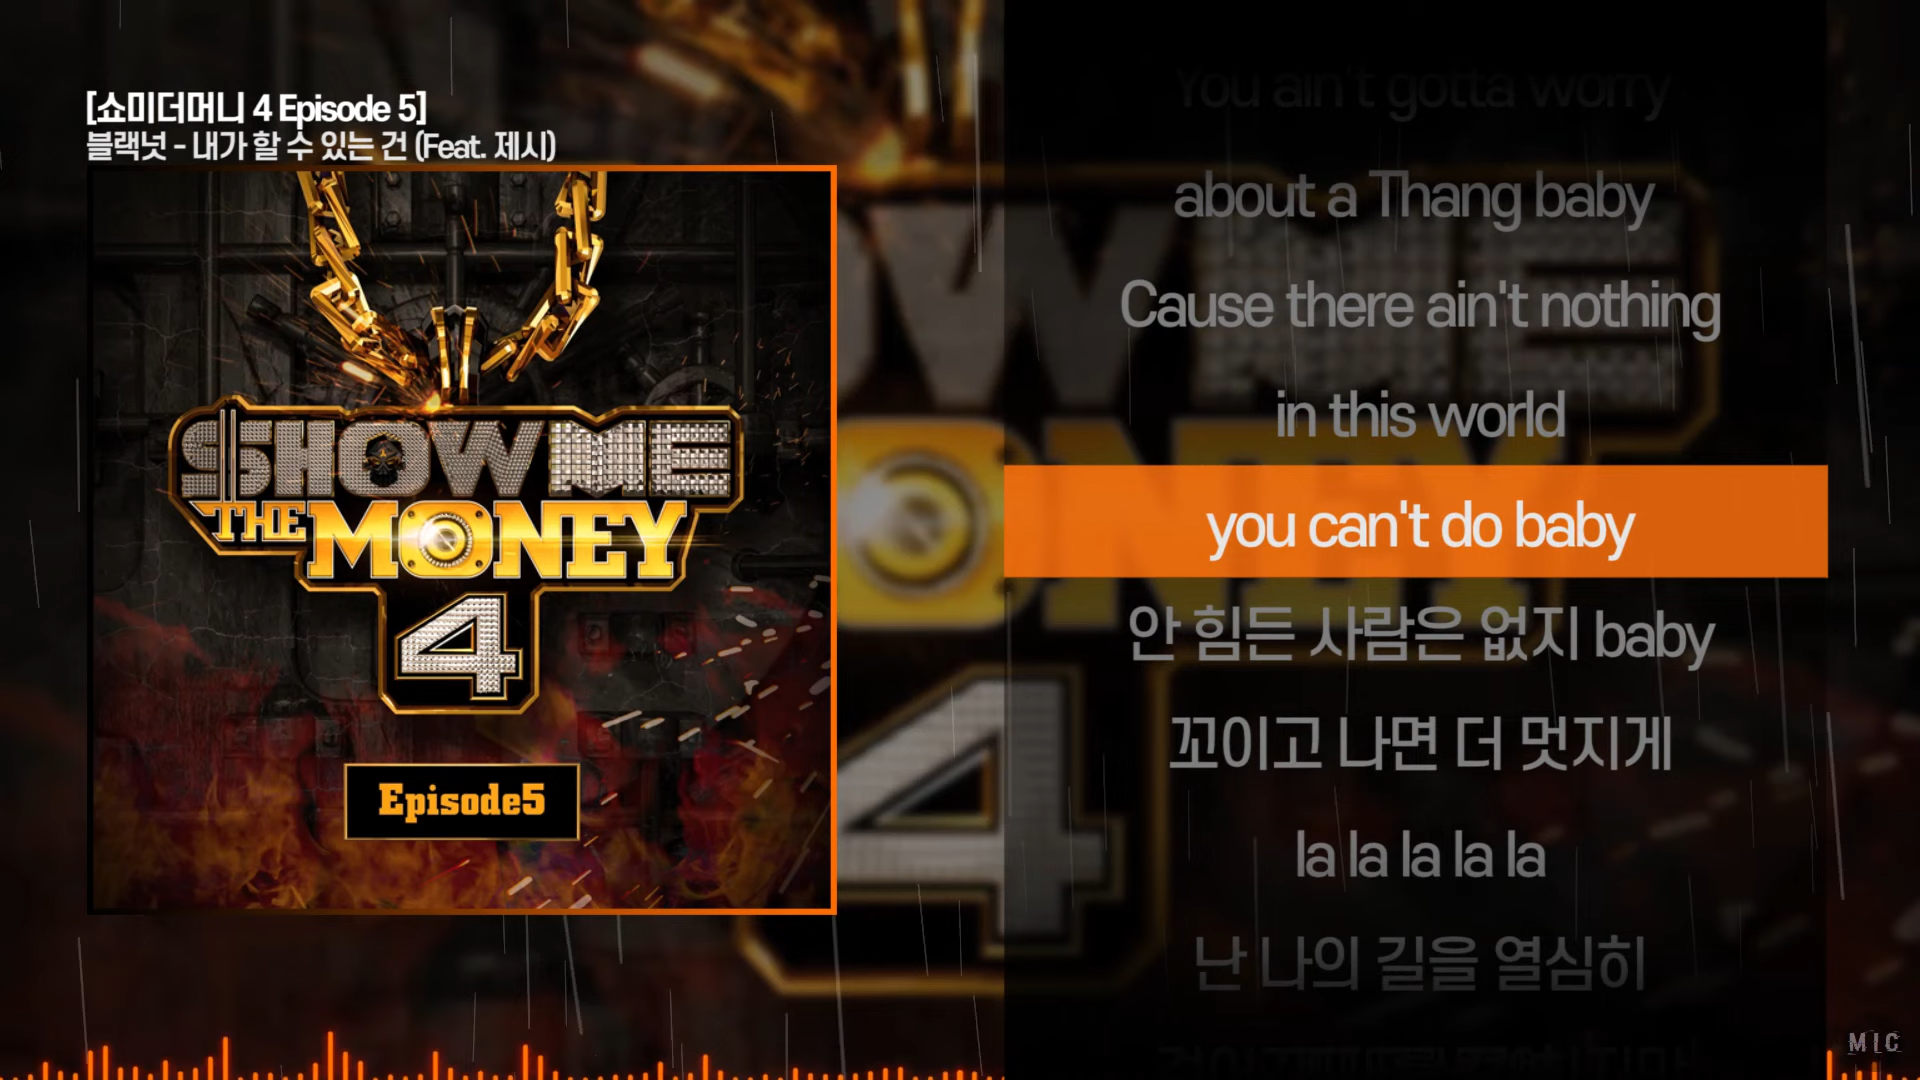 [쇼미더머니 4 Episode 5]
블랙넛 - 내가 할 수 있는 건 (Feat. 제시)
$HOW ME
THE MONEY
4
Episode5
You ain't gotta worry
about a Thang baby
Cause there ain't nothing
in this world
you can't do baby
안 힘든 사람은 없지 baby
꼬이고 나면 더 멋지게
la la la la la
난 나의 길을 열심히
MIC